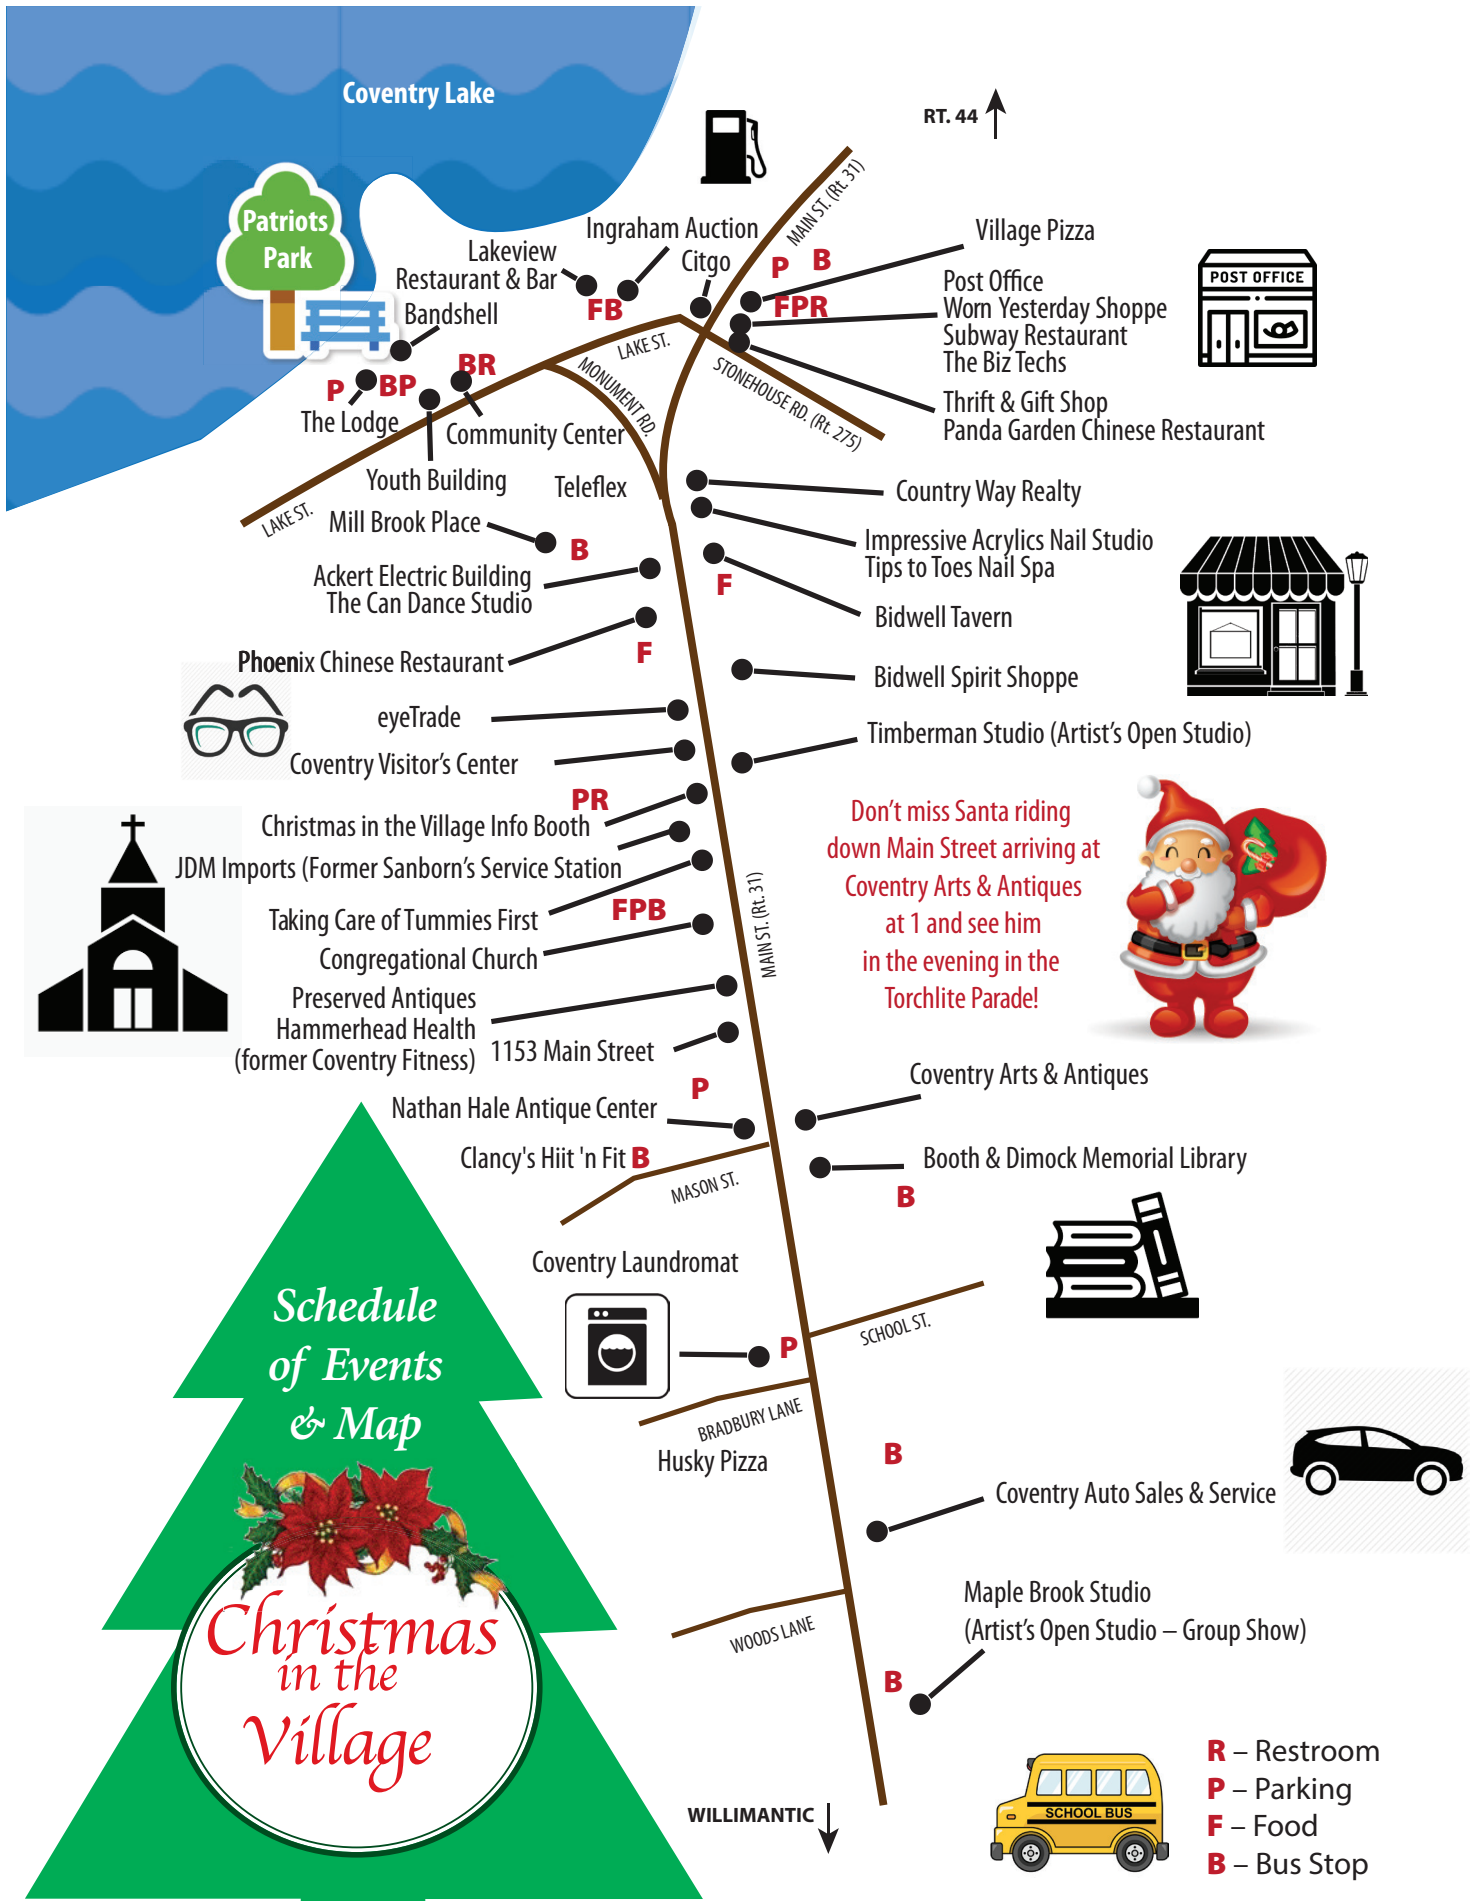 Coventry Lake
RT. 44
Patriots
Park
MAIN ST. (Rt. 31)
Ingraham Auction
Citgo
Lakeview
Restaurant & Bar
Bandshell
P
B
Village Pizza
FB
FPR
Post Office
Worn Yesterday Shoppe
Subway Restaurant
The Biz Techs
POST OFFICE
LAKE ST.
MONUMENT RD.
STONEHOUSE RD. (Rt. 275)
Thrift & Gift Shop
Panda Garden Chinese Restaurant
BR
P
BP
The Lodge
Community Center
Youth Building
Teleflex
Country Way Realty
LAKE ST.
Mill Brook Place
B
Impressive Acrylics Nail Studio
Tips to Toes Nail Spa
Ackert Electric Building
The Can Dance Studio
F
Bidwell Tavern
Phoenix Chinese Restaurant
F
Bidwell Spirit Shoppe
eyeTrade
Timberman Studio (Artist's Open Studio)
Coventry Visitor's Center
PR
Christmas in the Village Info Booth
JDM Imports (Former Sanborn's Service Station
Don't miss Santa riding
down Main Street arriving at
Coventry Arts & Antiques
at 1 and see him
in the evening in the
Torchlite Parade!
MAIN ST. (Rt. 31)
Taking Care of Tummies First
FPB
Congregational Church
Preserved Antiques
Hammerhead Health
(former Coventry Fitness)
1153 Main Street
P
Coventry Arts & Antiques
Nathan Hale Antique Center
Clancy's Hiit 'n Fit B
MASON ST.
Booth & Dimock Memorial Library
B
Coventry Laundromat
SCHOOL ST.
P
BRADBURY LANE
Husky Pizza
B
Coventry Auto Sales & Service
Schedule
of Events
& Map
Maple Brook Studio
(Artist's Open Studio – Group Show)
WOODS LANE
B
Christmas
in the
Village
WILLIMANTIC
SCHOOL BUS
R – Restroom
P – Parking
F – Food
B – Bus Stop